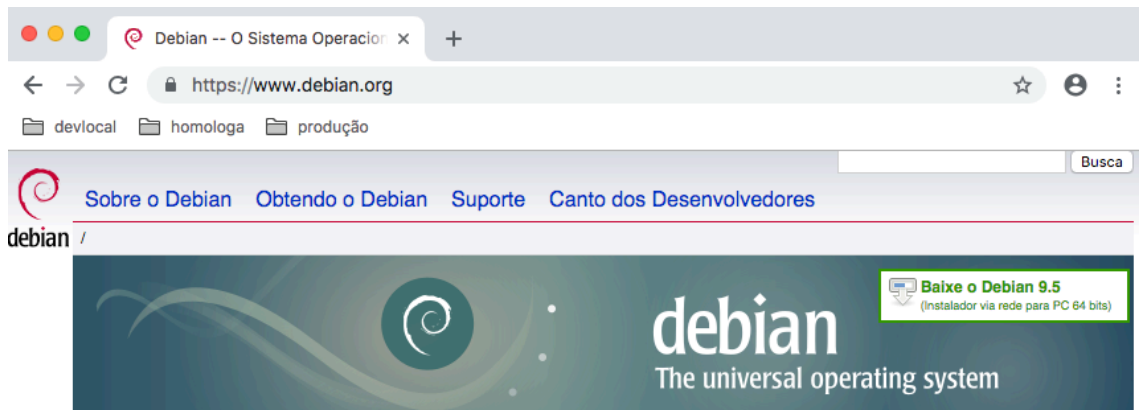 Debian -- O Sistema Operacion
https://www.debian.org
devlocal homologa produção
Busca
Sobre o Debian Obtendo o Debian Suporte Canto dos Desenvolvedores
debian /
Baixe o Debian 9.5
(Instalador via rede para PC 64 bits)
debian
The universal operating system